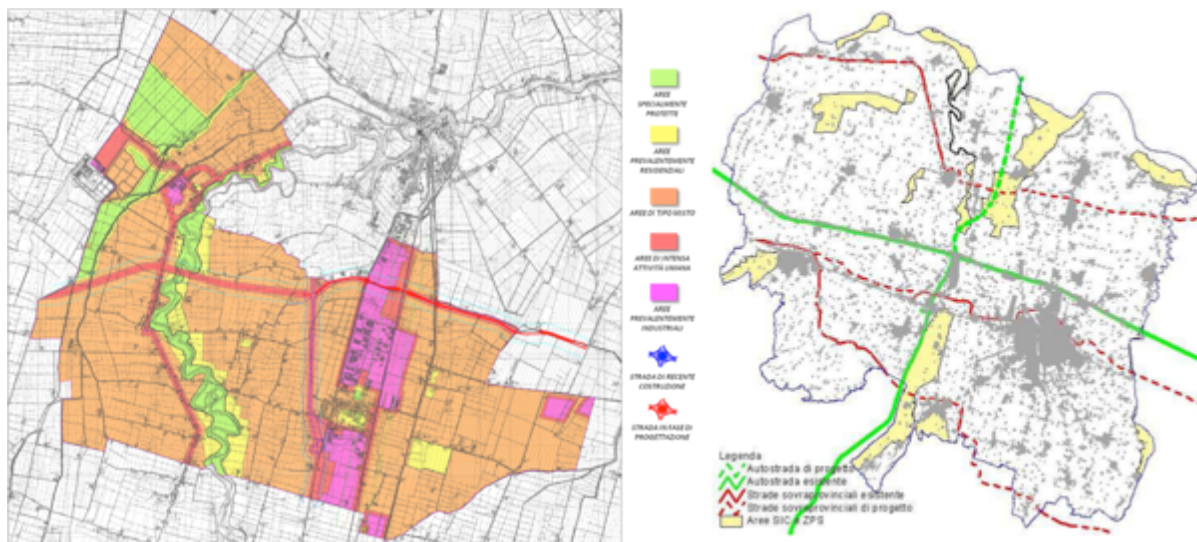 AREE
SPECIALMENTE
PROTETTE
AREE
PREVALENTEMENTE
RESIDENZIALI
AREE DI TIPO MISTO
AREE DI INTENSA
ATTIVITÀ UMANA
AREE
PREVALENTEMENTE
INDUSTRIALI
STRADA DI RECENTE
COSTRUZIONE
STRADA IN FASE DI
PROGETTAZIONE
Legenda
Autostrada di progetto
Autostrada esistente
Strade sovraprovinciali esistente
Strade sovraprovinciali di progetto
Aree SIC e ZPS